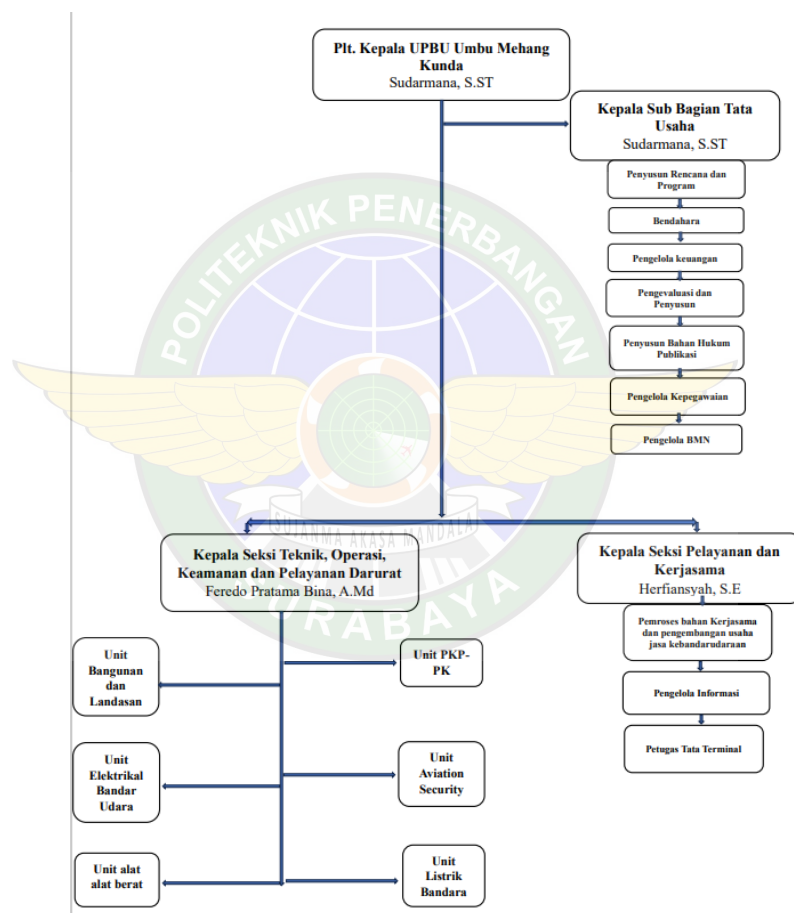 Plt. Kepala UPBU Umbu Mehang
Kunda
Sudarmana, S.ST
Kepala Sub Bagian Tata
Usaha
Sudarmana, S.ST
Penyusun Rencana dan
Program
Bendahara
Pengelola keuangan
Pengevaluasi dan
Penyusun
Penyusun Bahan Hukum
Publikasi
Pengelola Kepegawaian
Pengelola BMN
POLITEKNIK PENERBANGAN
SUJANMA AKASA MANDALA
SURABAYA
Kepala Seksi Teknik, Operasi,
Keamanan dan Pelayanan Darurat
Feredo Pratama Bina, A.Md
Kepala Seksi Pelayanan dan
Kerjasama
Herfiansyah, S.E
Pemroses bahan Kerjasama
dan pengembangan usaha
jasa kebandarudaraan
Pengelola Informasi
Petugas Tata Terminal
Unit
Bangunan
dan
Landasan
Unit PKP-
PK
Unit
Elektrikal
Bandar
Udara
Unit
Aviation
Security
Unit alat
alat berat
Unit
Listrik
Bandara